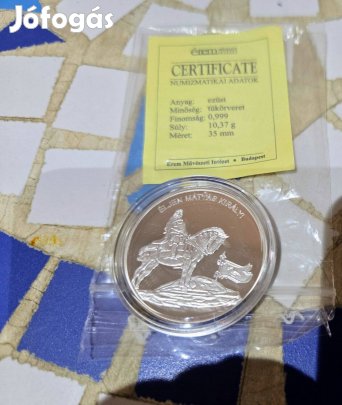 Jófogás
CERTIFICATE
NUMIZMATIKAI ADATOK
Anyag: ezüst
Minőség: tükörveret
Finomság: 0,999
Súly: 10,37 g
Méret: 35 mm
Érem Művészeti Intézet • Budapest
ÉLJEN MÁTYÁS KIRÁLY!